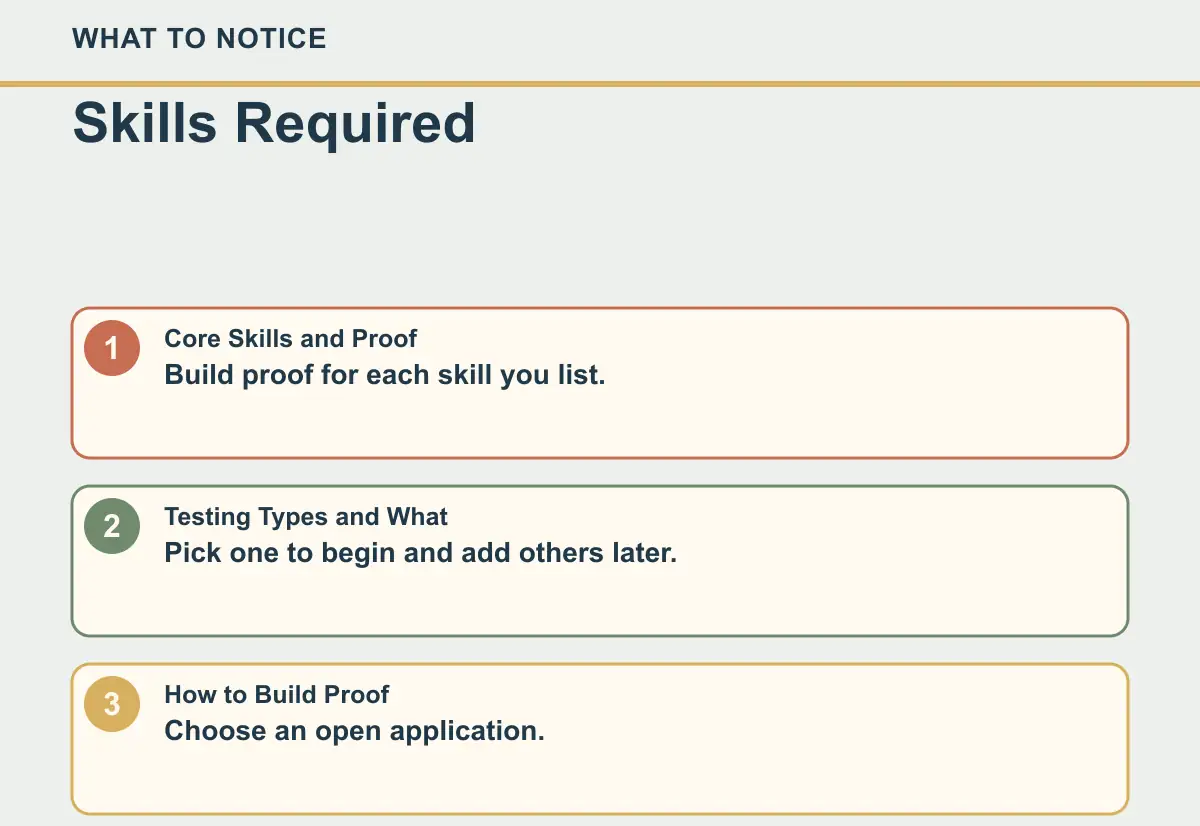 WHAT TO NOTICE
Skills Required
1
Core Skills and Proof
Build proof for each skill you list.
2
Testing Types and What
Pick one to begin and add others later.
3
How to Build Proof
Choose an open application.